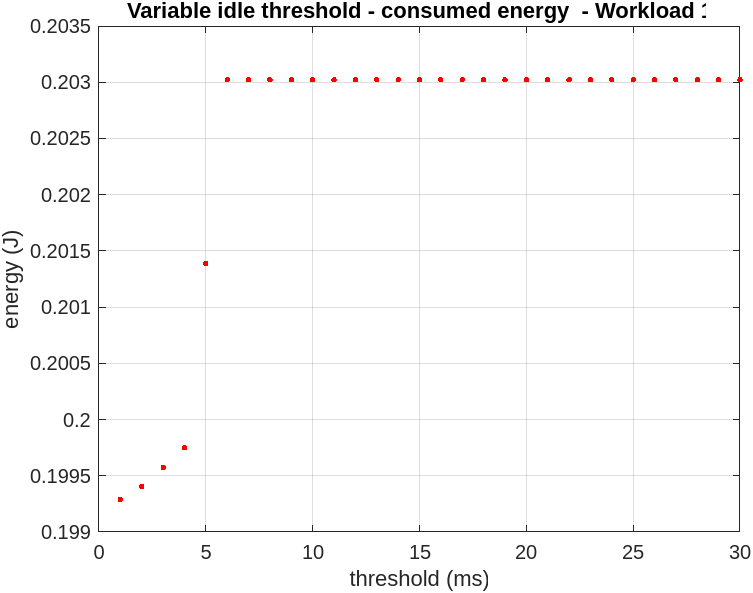 Variable idle threshold - consumed energy - Workload 1
0.2035
0.203
0.2025
0.202
0.2015
0.201
0.2005
0.2
0.1995
0.199
energy (J)
0 5 10 15 20 25 30
threshold (ms)